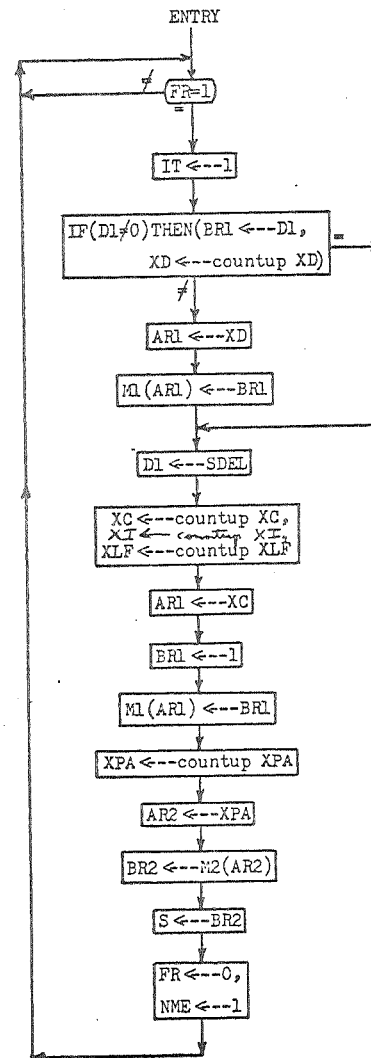 ENTRY
≠
FR=1
=
IT <---1
IF(D1≠0)THEN(BR1 <---D1,
=
XD <---countup XD)
≠
AR1 <---XD
M1(AR1) <---BR1
D1 <---SDEL
XC<---countup XC,
XI<--- countup XI,
XLF<---countup XLF
AR1 <---XC
BR1 <---1
M1(AR1) <---BR1
XPA <---countup XPA
AR2 <---XPA
BR2 <---M2(AR2)
S <---BR2
FR <---0,
NME <---1